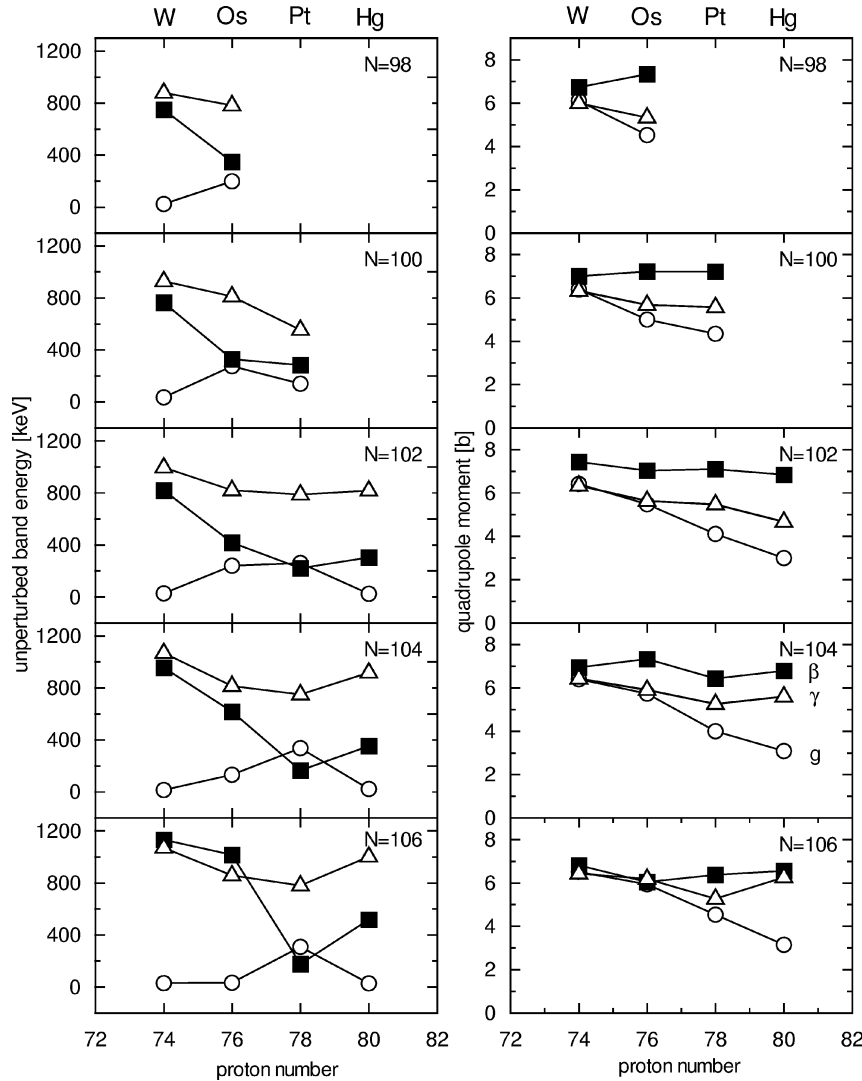 W Os Pt Hg W Os Pt Hg
1200 N=98 8 N=98
800 6
400 4
0 2
0
1200 N=100 8 N=100
800 6
400 4
0 2
0
1200 N=102 8 N=102
800 6
400 4
0 2
0
1200 N=104 8 N=104
β
800 6 γ
400 4 g
0 2
0
1200 N=106 8 N=106
800 6
400 4
0 2
0
72 74 76 78 80 82 72 74 76 78 80 82
proton number proton number
unperturbed band energy [keV]
quadrupole moment [b]